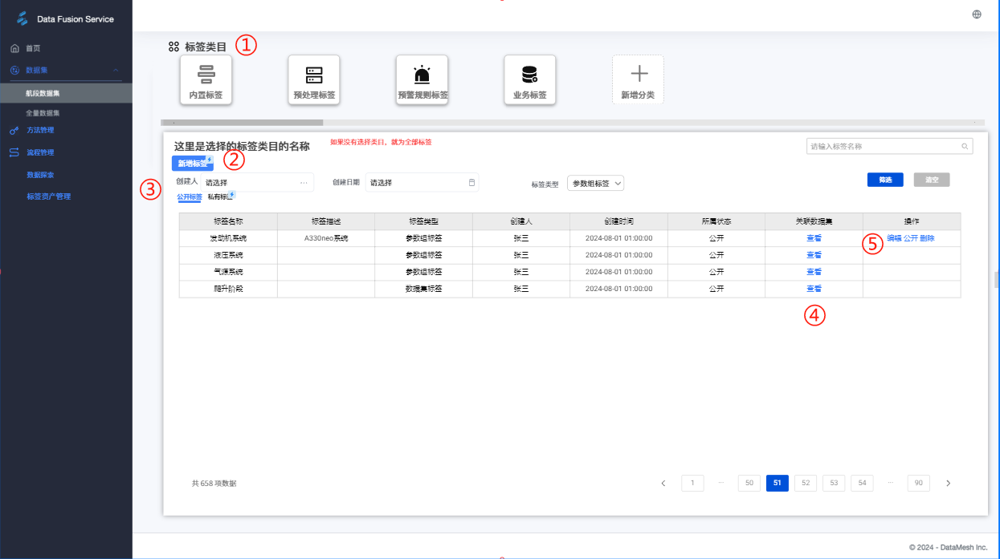 Data Fusion Service
首页
数据集
航段数据集
全量数据集
方法管理
流程管理
数据探索
标签资产管理
标签类目 ①
内置标签 预处理标签 预警规则标签 业务标签 新增分类
这里是选择的标签类目的名称 如果没有选择类目，就为全部标签 请输入标签名称
新增标签 ②
③ 创建人 请选择 ··· 创建日期 请选择 标签类型 参数组标签 筛选 清空
公开标签 私有标签
标签名称 标签描述 标签类型 创建人 创建时间 所属状态 关联数据集 操作
发动机系统 A330neo系统 参数组标签 张三 2024-08-01 01:00:00 公开 查看 ⑤ 编辑 公开 删除
液压系统 参数组标签 张三 2024-08-01 01:00:00 公开 查看
气源系统 参数组标签 张三 2024-08-01 01:00:00 公开 查看
爬升阶段 数据集标签 张三 2024-08-01 01:00:00 公开 查看
④
共 658 项数据 1 ··· 50 51 52 53 54 ··· 90
© 2024 - DataMesh Inc.